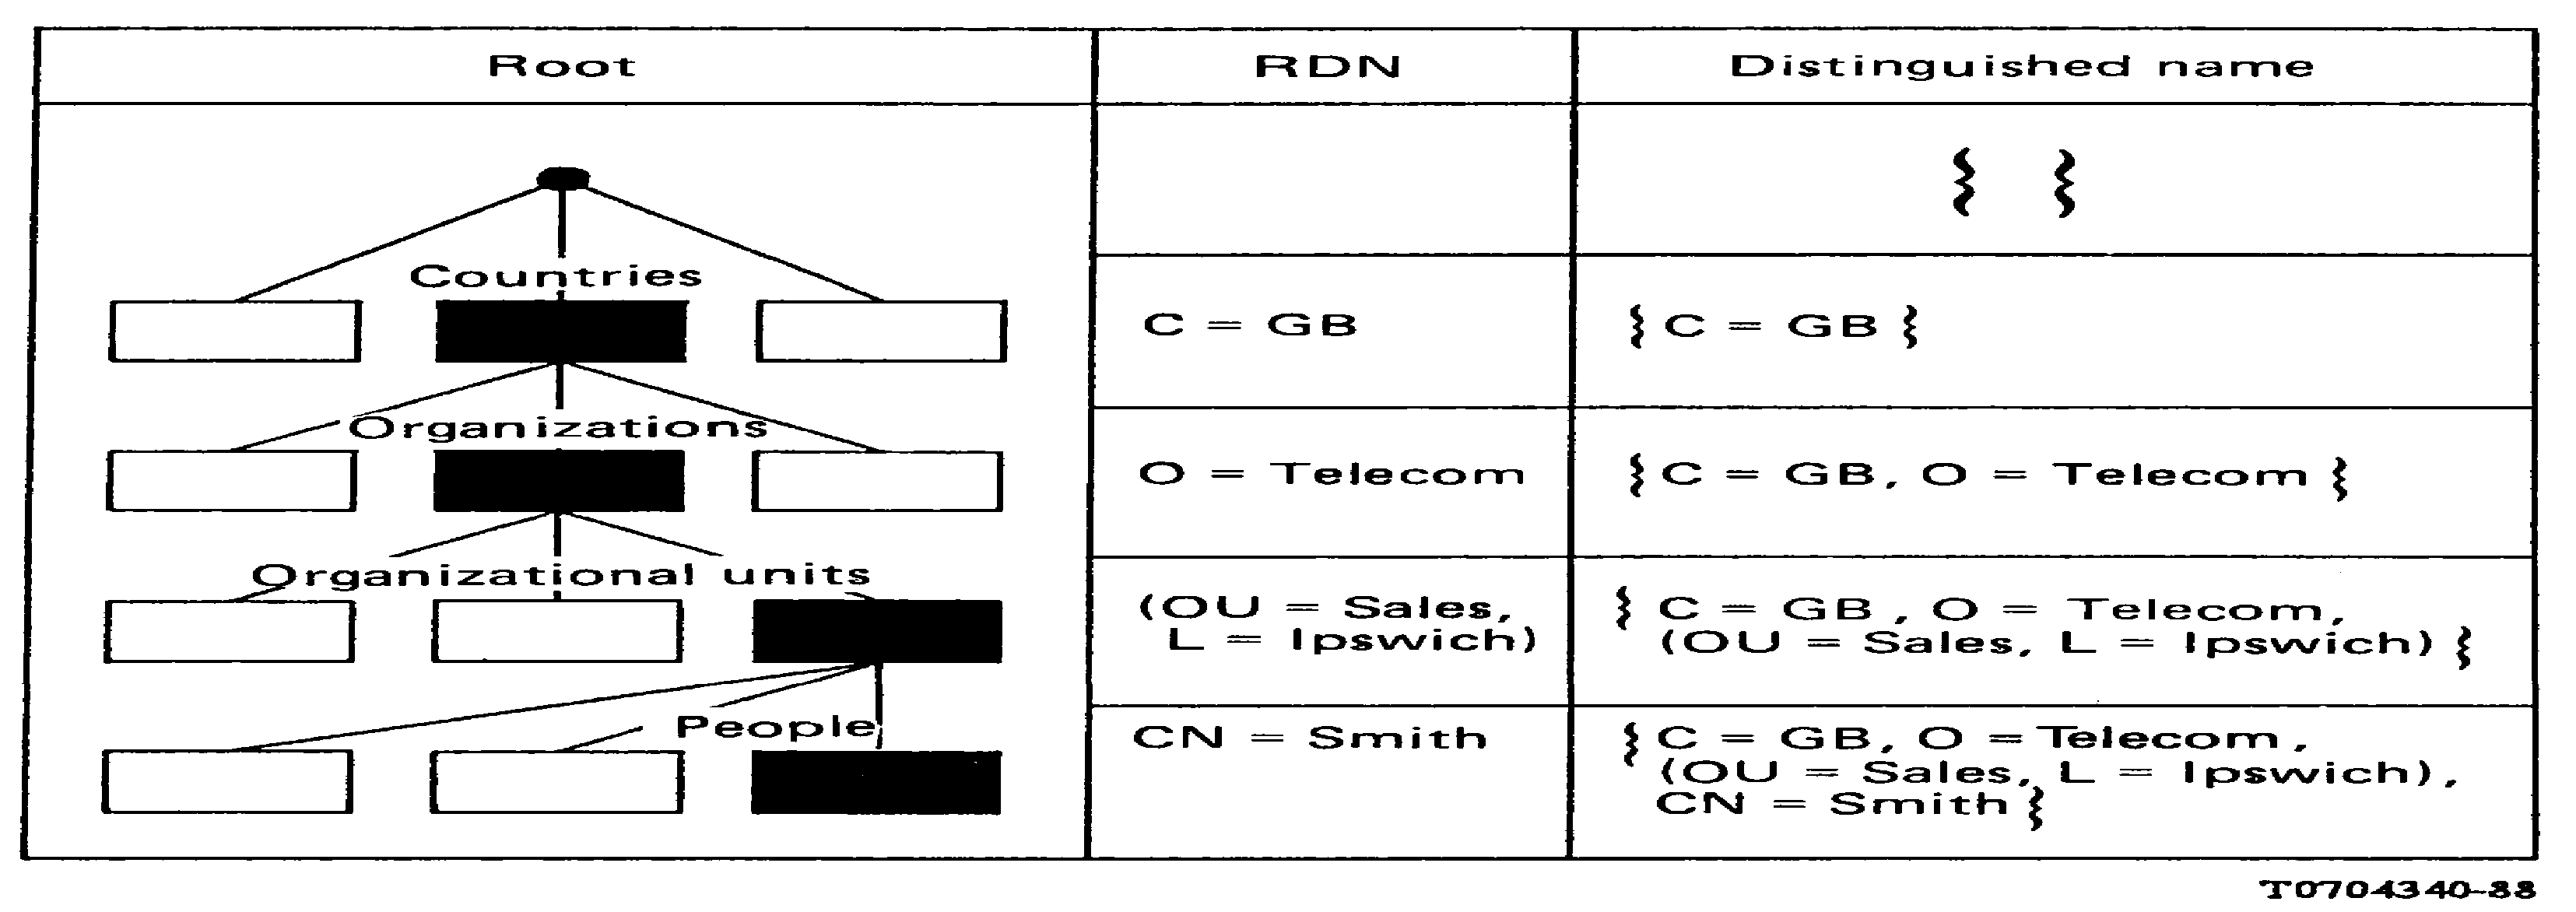 Root RDN Distinguished name
{ }
Countries
C = GB { C = GB }
Organizations
O = Telecom { C = GB, O = Telecom }
Organizational units
(OU = Sales,
L = Ipswich)
{ C = GB , O = Telecom,
(OU = Sales, L = Ipswich) }
People
CN = Smith
{ C = GB, O = Telecom,
(OU = Sales, L = Ipswich),
CN = Smith }
T0704340-88